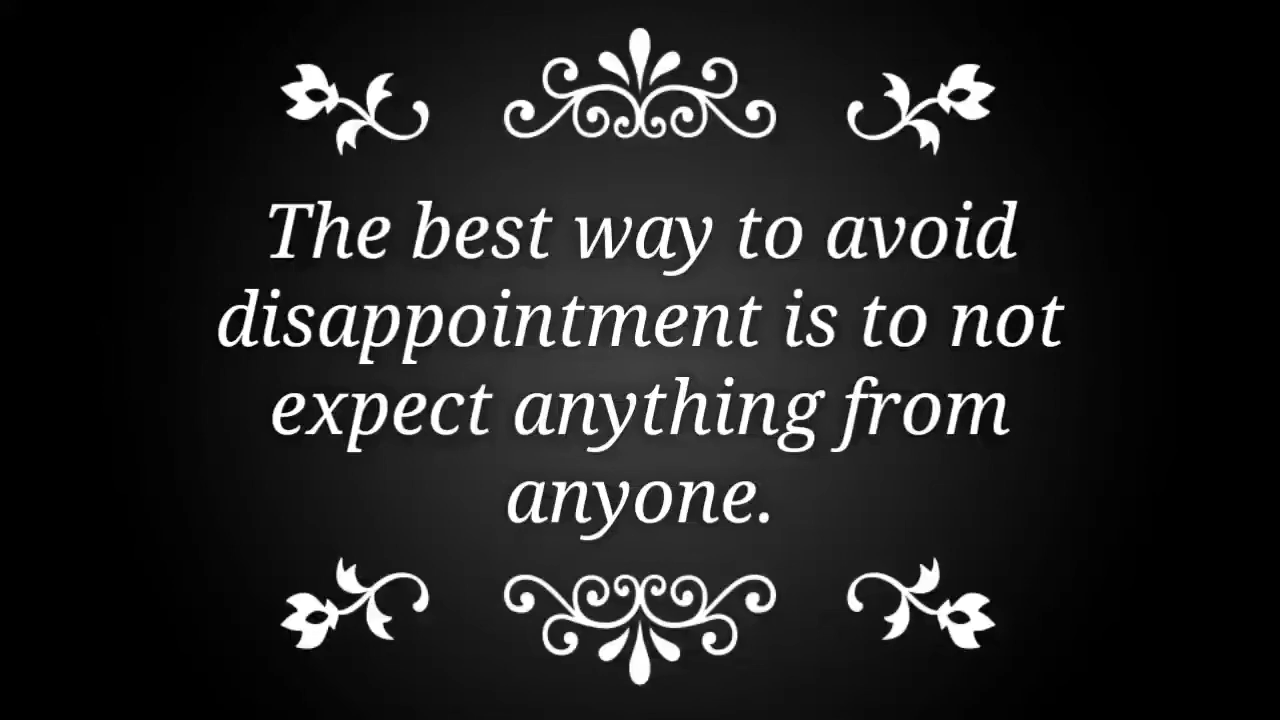 The best way to avoid
disappointment is to not
expect anything from
anyone.